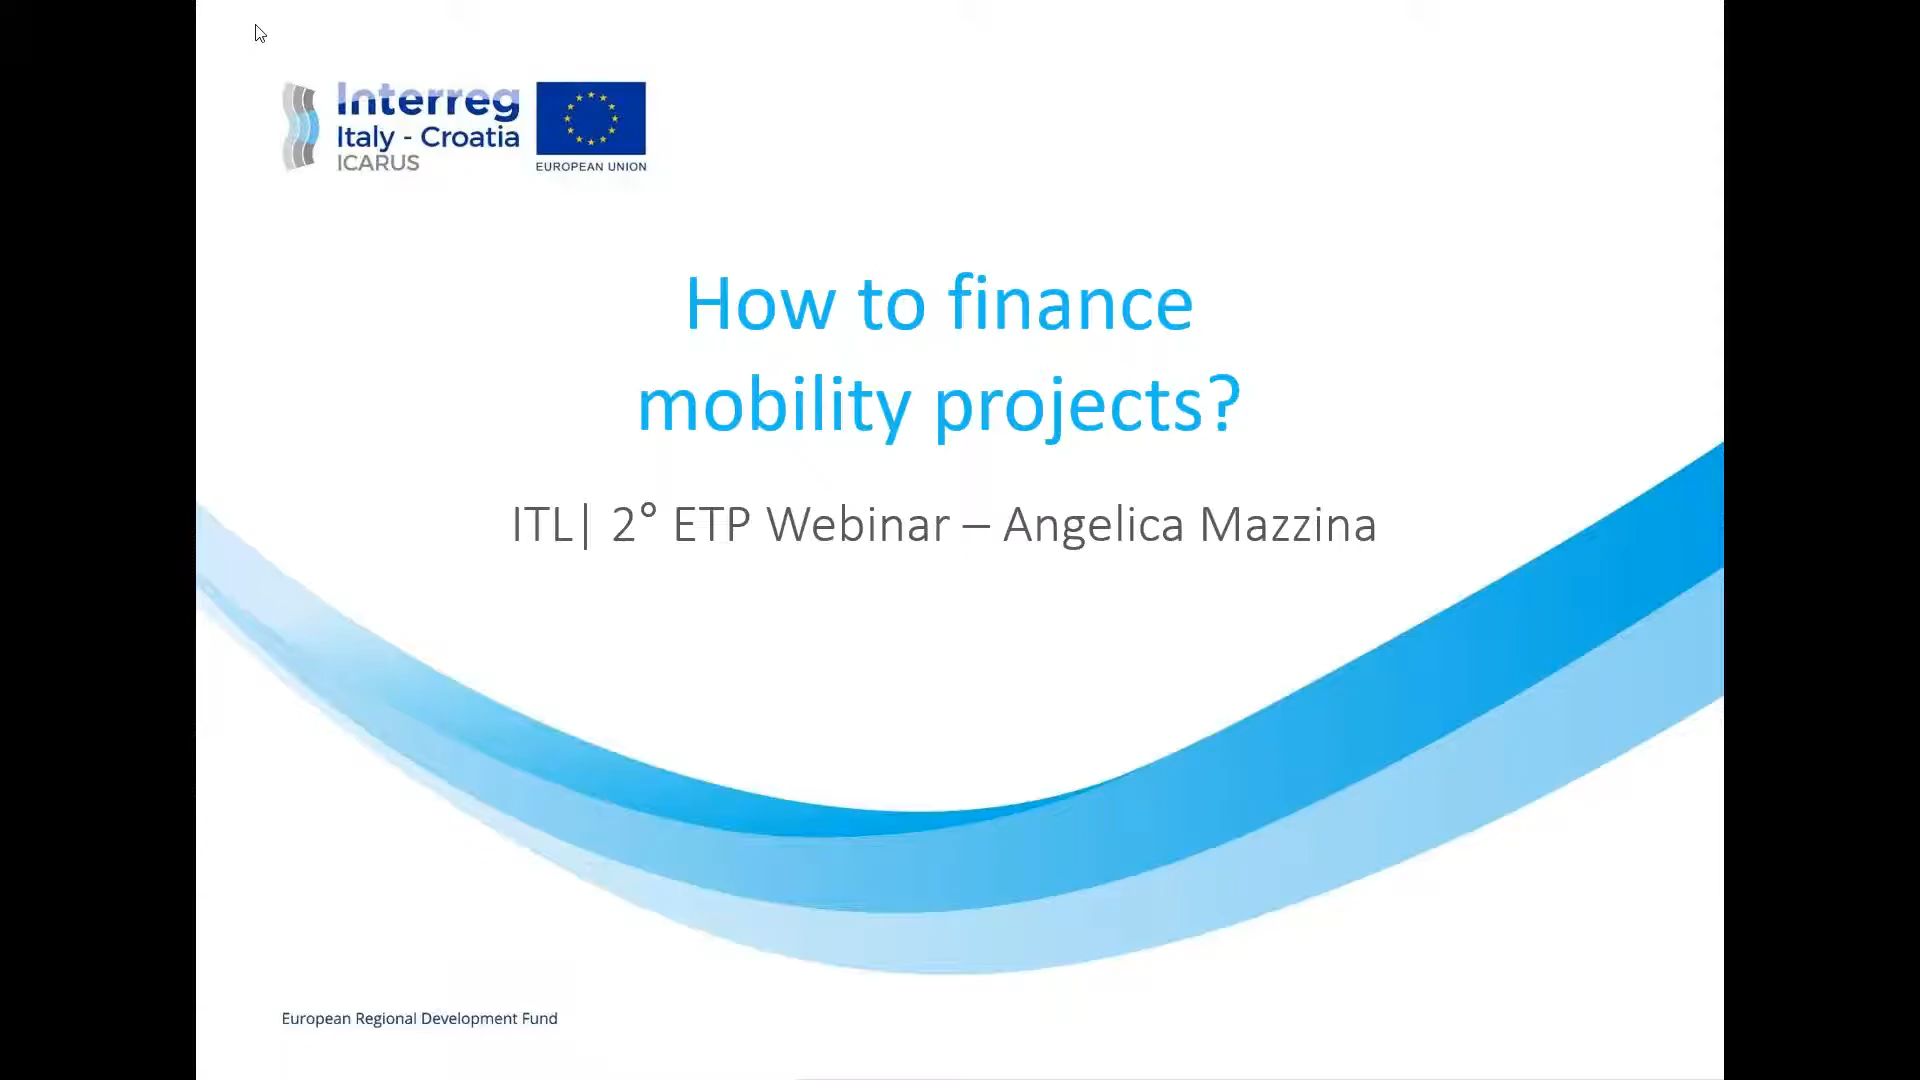 Interreg
Italy - Croatia
ICARUS
EUROPEAN UNION
How to finance
mobility projects?
ITL| 2° ETP Webinar – Angelica Mazzina
European Regional Development Fund